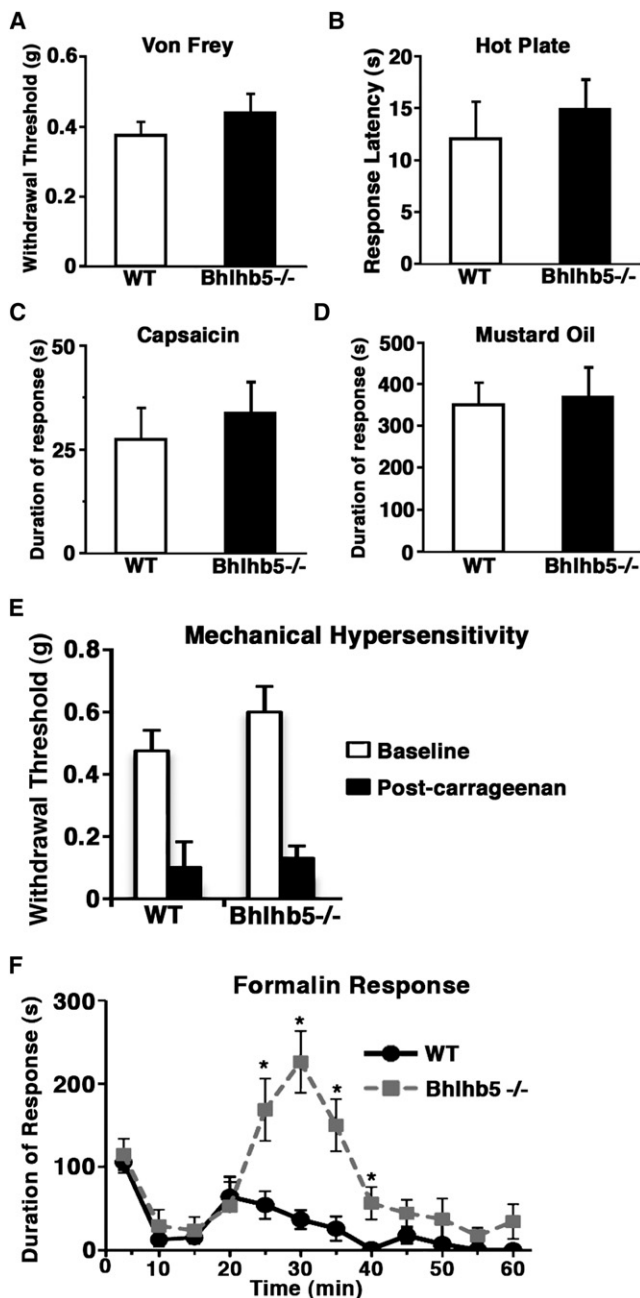 A
Von Frey
Withdrawal Threshold (g)
0.6
0.4
0.2
0
WT
Bhlhb5-/-
B
Hot Plate
Response Latency (s)
20
15
10
5
0
WT
Bhlhb5-/-
C
Capsaicin
Duration of response (s)
50
25
0
WT
Bhlhb5-/-
D
Mustard Oil
Duration of response (s)
500
400
300
200
100
0
WT
Bhlhb5-/-
E
Mechanical Hypersensitivity
Withdrawal Threshold (g)
0.8
0.6
0.4
0.2
0
WT
Bhlhb5-/-
Baseline
Post-carrageenan
F
Formalin Response
Duration of Response (s)
300
200
100
0
* * * *
WT
Bhlhb5 -/-
0 10 20 30 40 50 60
Time (min)